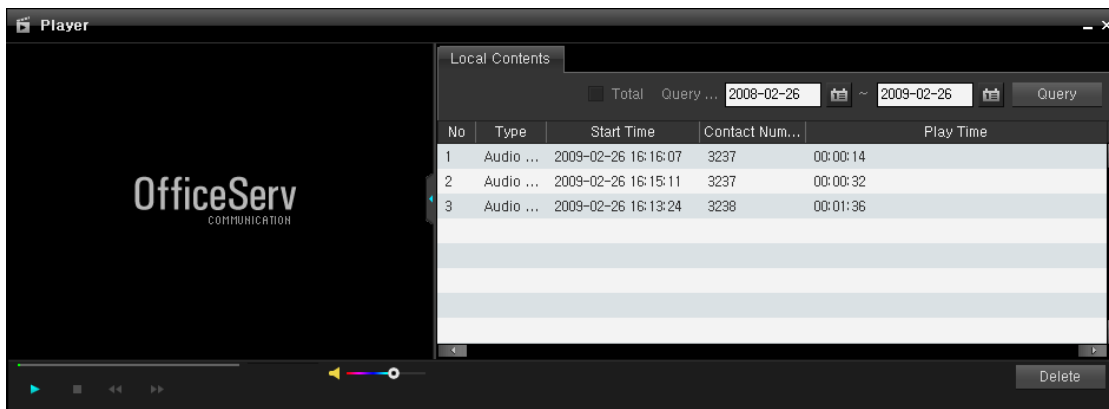 Player
Local Contents
Total Query ... 2008-02-26 ~ 2009-02-26 Query
No Type Start Time Contact Num... Play Time
1 Audio ... 2009-02-26 16:16:07 3237 00:00:14
2 Audio ... 2009-02-26 16:15:11 3237 00:00:32
3 Audio ... 2009-02-26 16:13:24 3238 00:01:36
OfficeServ
COMMUNICATION
Delete